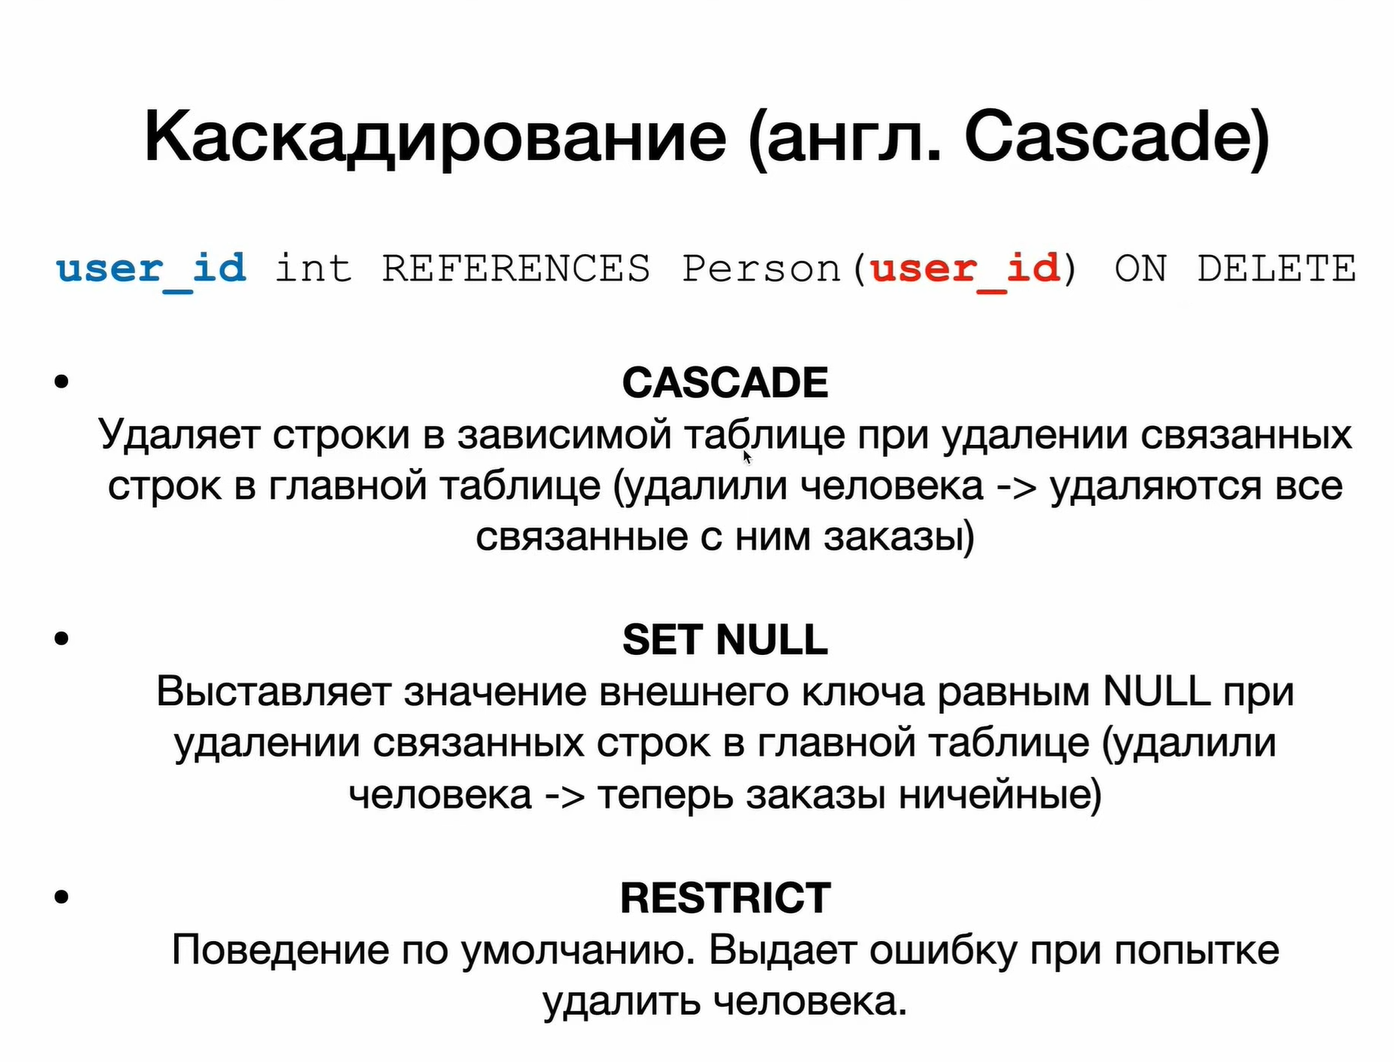 Каскадирование (англ. Cascade)
user_id int REFERENCES Person(user_id) ON DELETE
• CASCADE
Удаляет строки в зависимой таблице при удалении связанных
строк в главной таблице (удалили человека -> удаляются все
связанные с ним заказы)
• SET NULL
Выставляет значение внешнего ключа равным NULL при
удалении связанных строк в главной таблице (удалили
человека -> теперь заказы ничейные)
• RESTRICT
Поведение по умолчанию. Выдает ошибку при попытке
удалить человека.